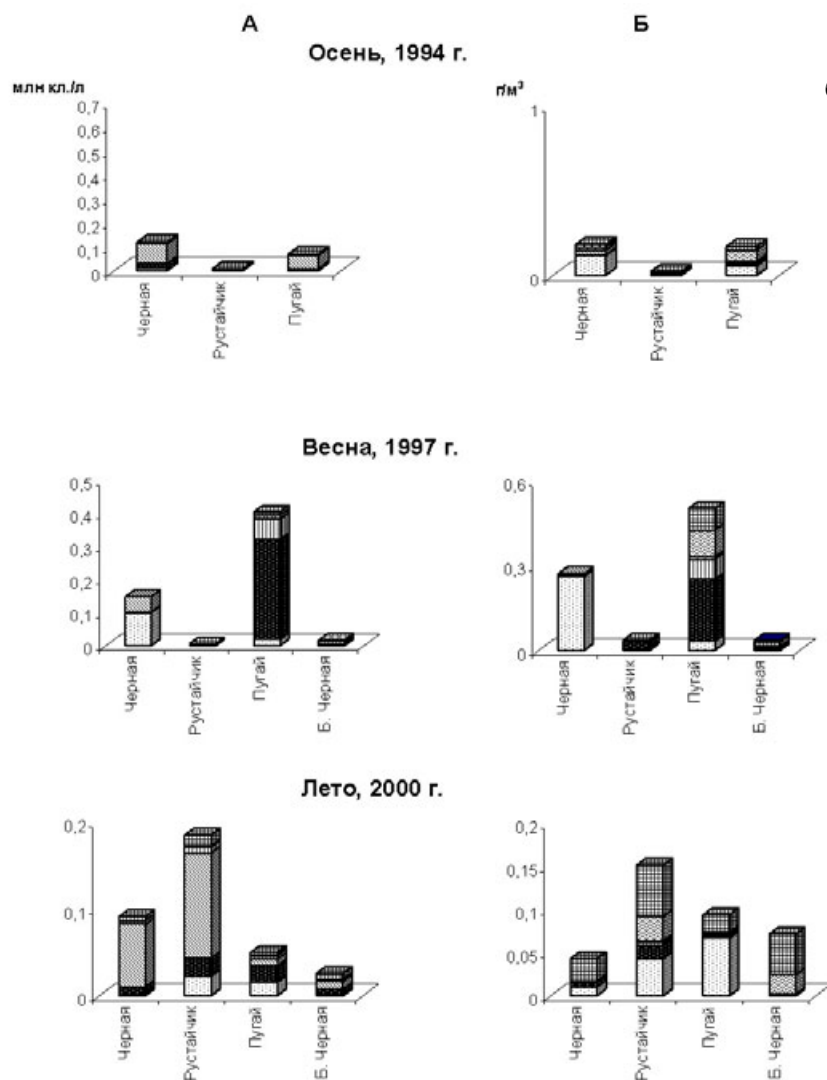 А Б
Осень, 1994 г.
млн кл./л г/м³
0,7
0,6
0,5
0,4
0,3
0,2
0,1
0
Черная
Рустайчик
Пугай
1
0
Черная
Рустайчик
Пугай
Весна, 1997 г.
0,5
0,4
0,3
0,2
0,1
0
Черная
Рустайчик
Пугай
Б. Черная
0,6
0,3
0
Черная
Рустайчик
Пугай
Б. Черная
Лето, 2000 г.
0,2
0,1
0
Черная
Рустайчик
Пугай
Б. Черная
0,2
0,15
0,1
0,05
0
Черная
Рустайчик
Пугай
Б. Черная